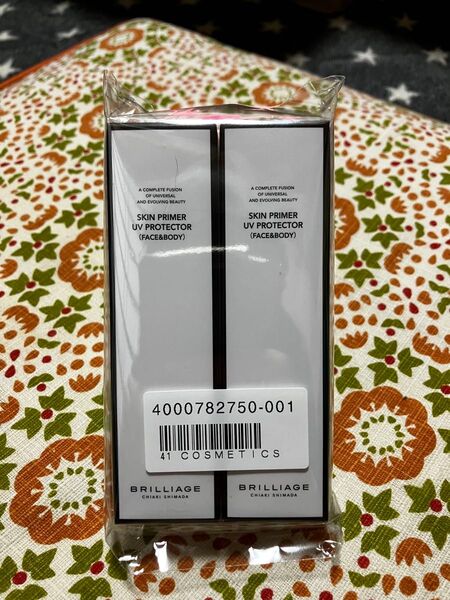 A COMPLETE FUSION
OF UNIVERSAL
AND EVOLVING BEAUTY
SKIN PRIMER
UV PROTECTOR
(FACE&BODY)
A COMPLETE FUSION
OF UNIVERSAL
AND EVOLVING BEAUTY
SKIN PRIMER
UV PROTECTOR
(FACE&BODY)
4000782750-001
41 COSMETICS
BRILLIAGE
CHIAKI SHIMADA
BRILLIAGE
CHIAKI SHIMADA